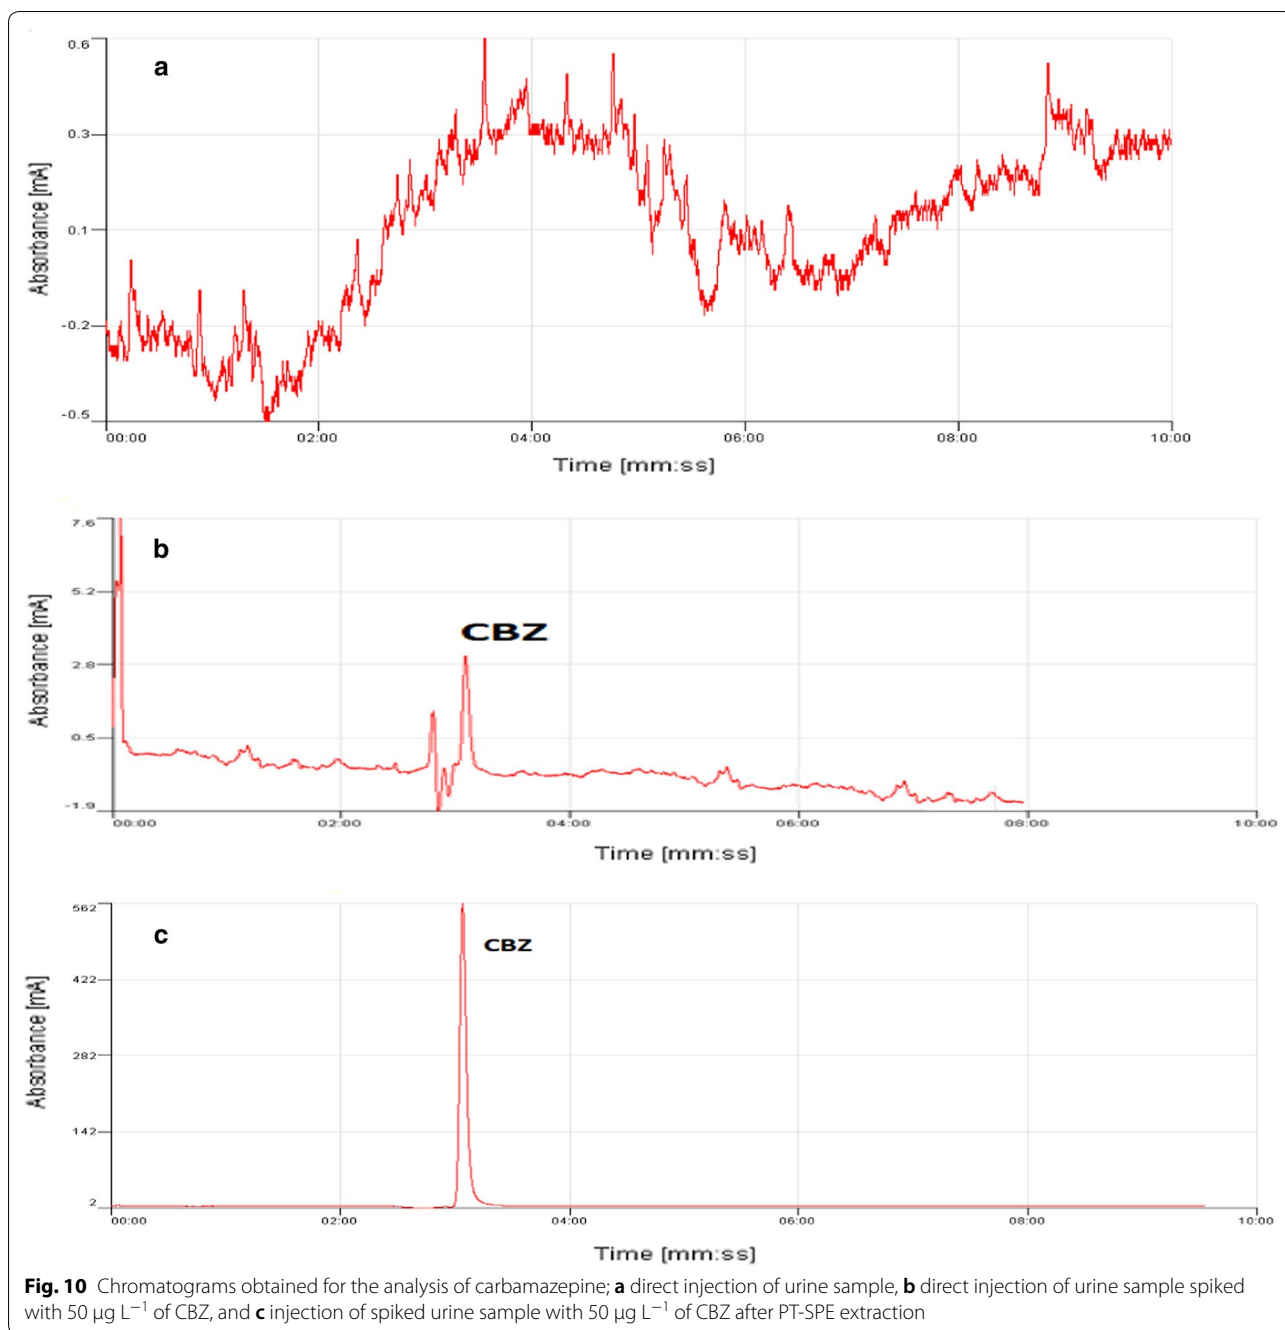 a
0.6
0.3
0.1
-0.2
-0.5
Absorbance [mA]
00:00 02:00 04:00 06:00 08:00 10:00
Time [mm:ss]
b
7.6
5.2
2.8
0.5
-1.9
Absorbance [mA]
CBZ
00:00 02:00 04:00 06:00 08:00 10:00
Time [mm:ss]
c
562
422
282
142
2
Absorbance [mA]
CBZ
00:00 02:00 04:00 06:00 08:00 10:00
Time [mm:ss]
Fig. 10 Chromatograms obtained for the analysis of carbamazepine; a direct injection of urine sample, b direct injection of urine sample spiked
with 50 µg L⁻¹ of CBZ, and c injection of spiked urine sample with 50 µg L⁻¹ of CBZ after PT-SPE extraction